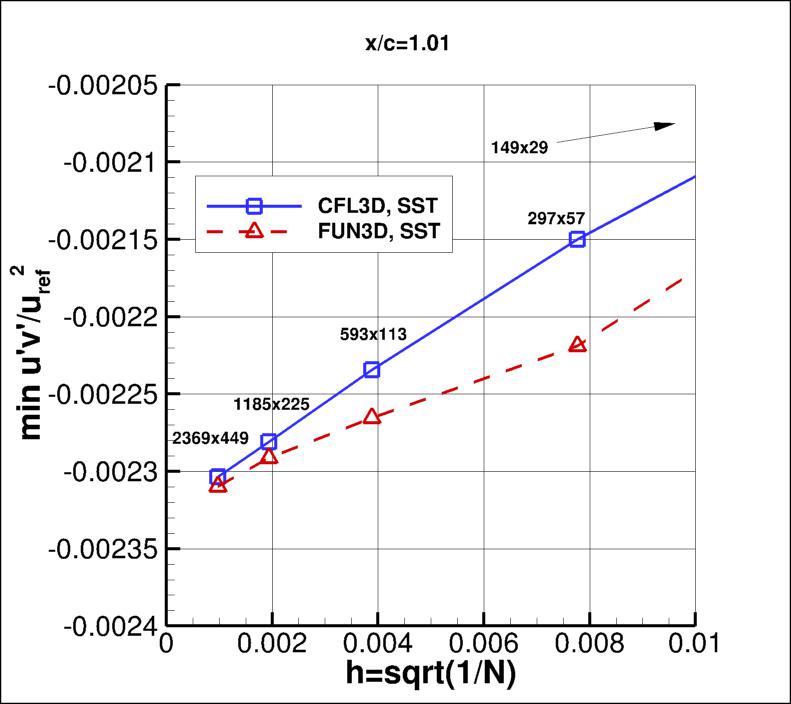 x/c=1.01
-0.00205
-0.0021
-0.00215
-0.0022
-0.00225
-0.0023
-0.00235
-0.0024
min u'v'/u_ref^2
149x29
CFL3D, SST
FUN3D, SST
297x57
593x113
1185x225
2369x449
0 0.002 0.004 0.006 0.008 0.01
h=sqrt(1/N)